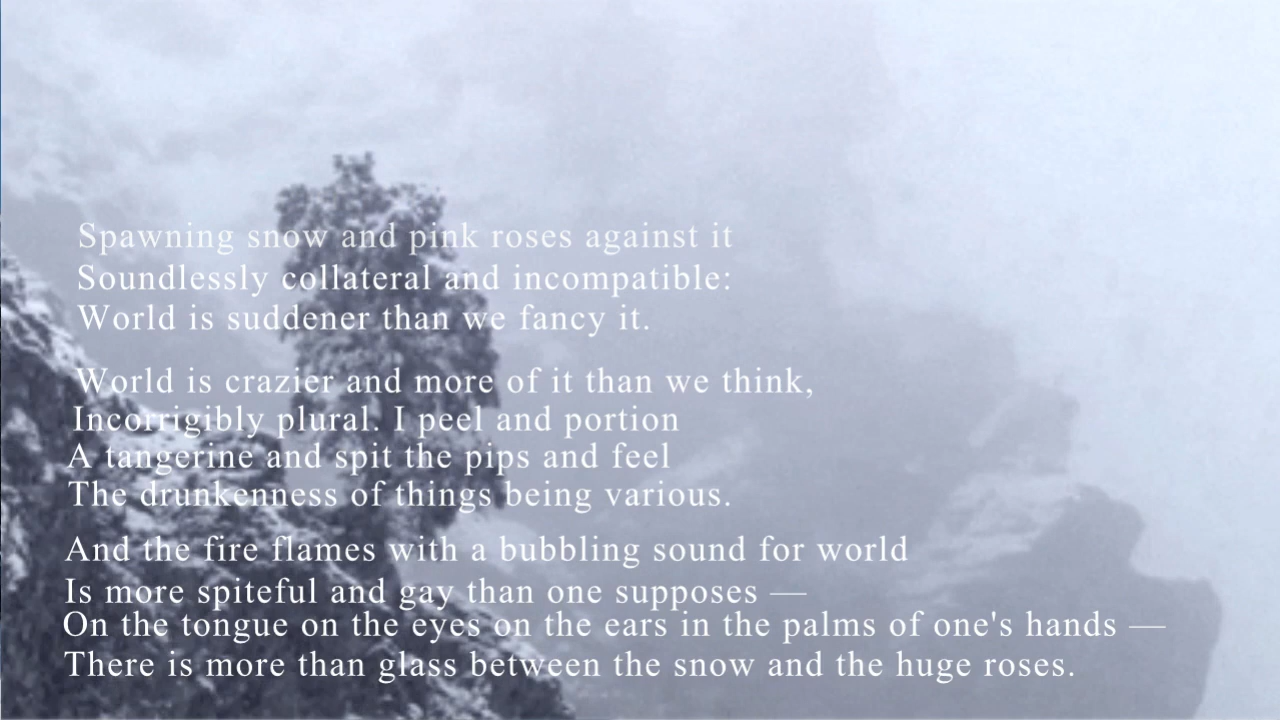 Spawning snow and pink roses against it
Soundlessly collateral and incompatible:
World is suddener than we fancy it.
World is crazier and more of it than we think,
Incorrigibly plural. I peel and portion
A tangerine and spit the pips and feel
The drunkenness of things being various.
And the fire flames with a bubbling sound for world
Is more spiteful and gay than one supposes —
On the tongue on the eyes on the ears in the palms of one's hands —
There is more than glass between the snow and the huge roses.